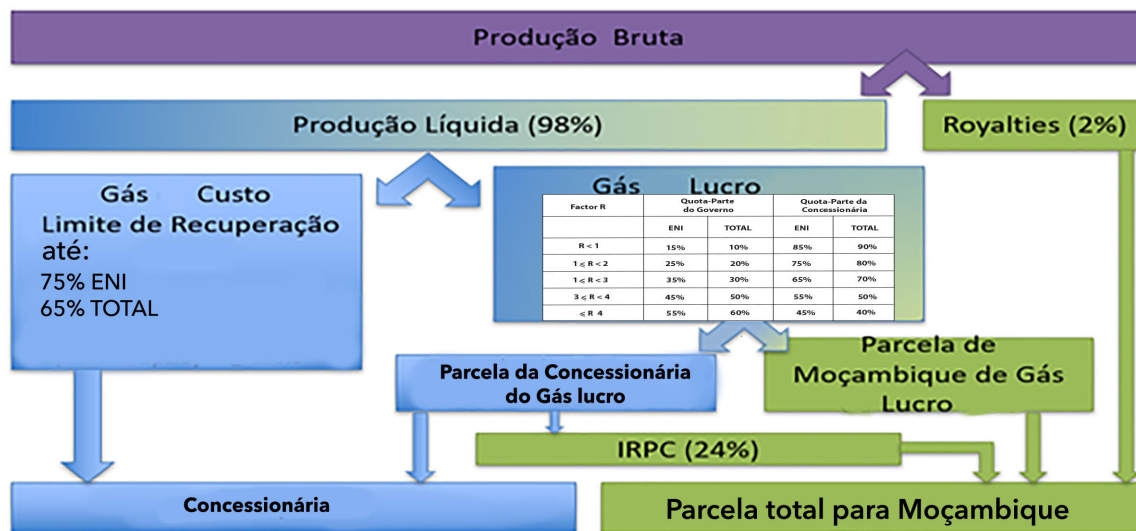 Produção Bruta
Produção Líquida (98%)
Royalties (2%)
Gás Custo
Limite de Recuperação
até:
75% ENI
65% TOTAL
Gás Lucro
Factor R
Quota-Parte
do Governo
Quota-Parte da
Concessionária
ENI TOTAL ENI TOTAL
R < 1 15% 10% 85% 90%
1 ⩽ R < 2 25% 20% 75% 80%
1 ⩽ R < 3 35% 30% 65% 70%
3 ⩽ R < 4 45% 50% 55% 50%
⩽ R 4 55% 60% 45% 40%
Parcela da Concessionária
do Gás lucro
Parcela de
Moçambique de Gás
Lucro
IRPC (24%)
Concessionária
Parcela total para Moçambique